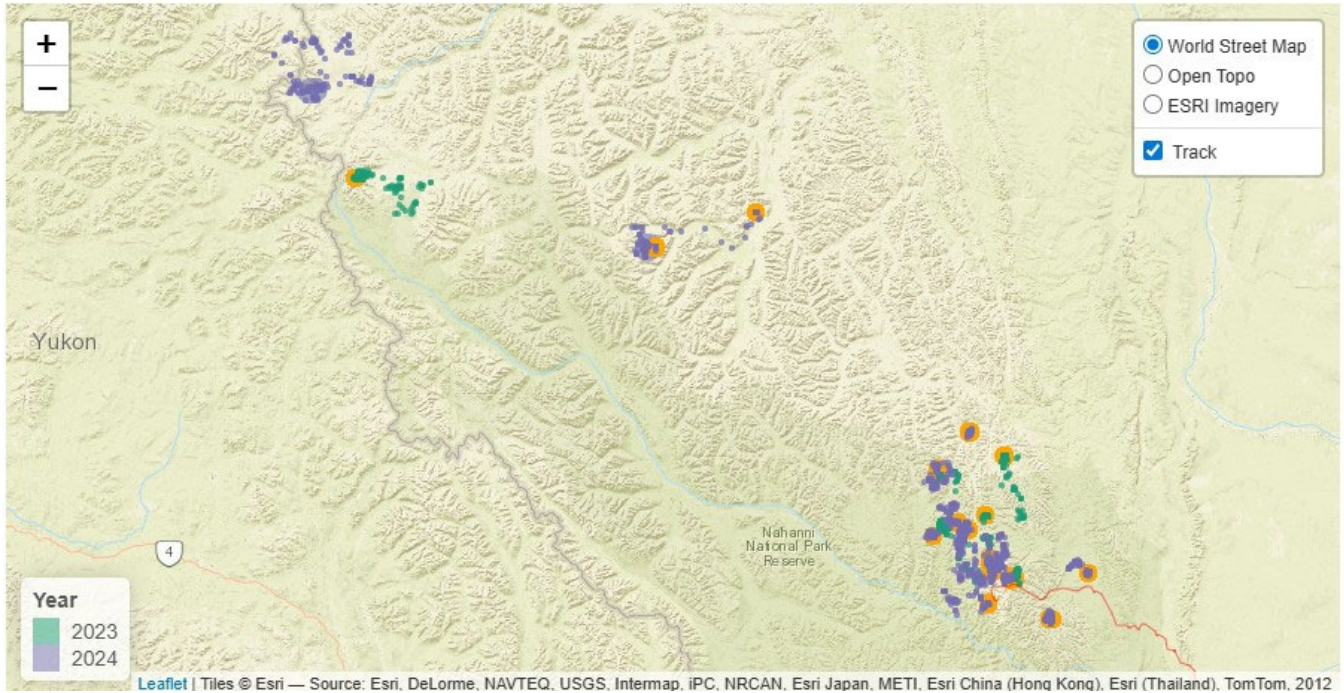 +
−
World Street Map
Open Topo
ESRI Imagery
Track
Yukon
4
Nahanni
National Park
Reserve
Year
2023
2024
Leaflet | Tiles © Esri — Source: Esri, DeLorme, NAVTEQ, USGS, Intermap, iPC, NRCAN, Esri Japan, METI, Esri China (Hong Kong), Esri (Thailand), TomTom, 2012